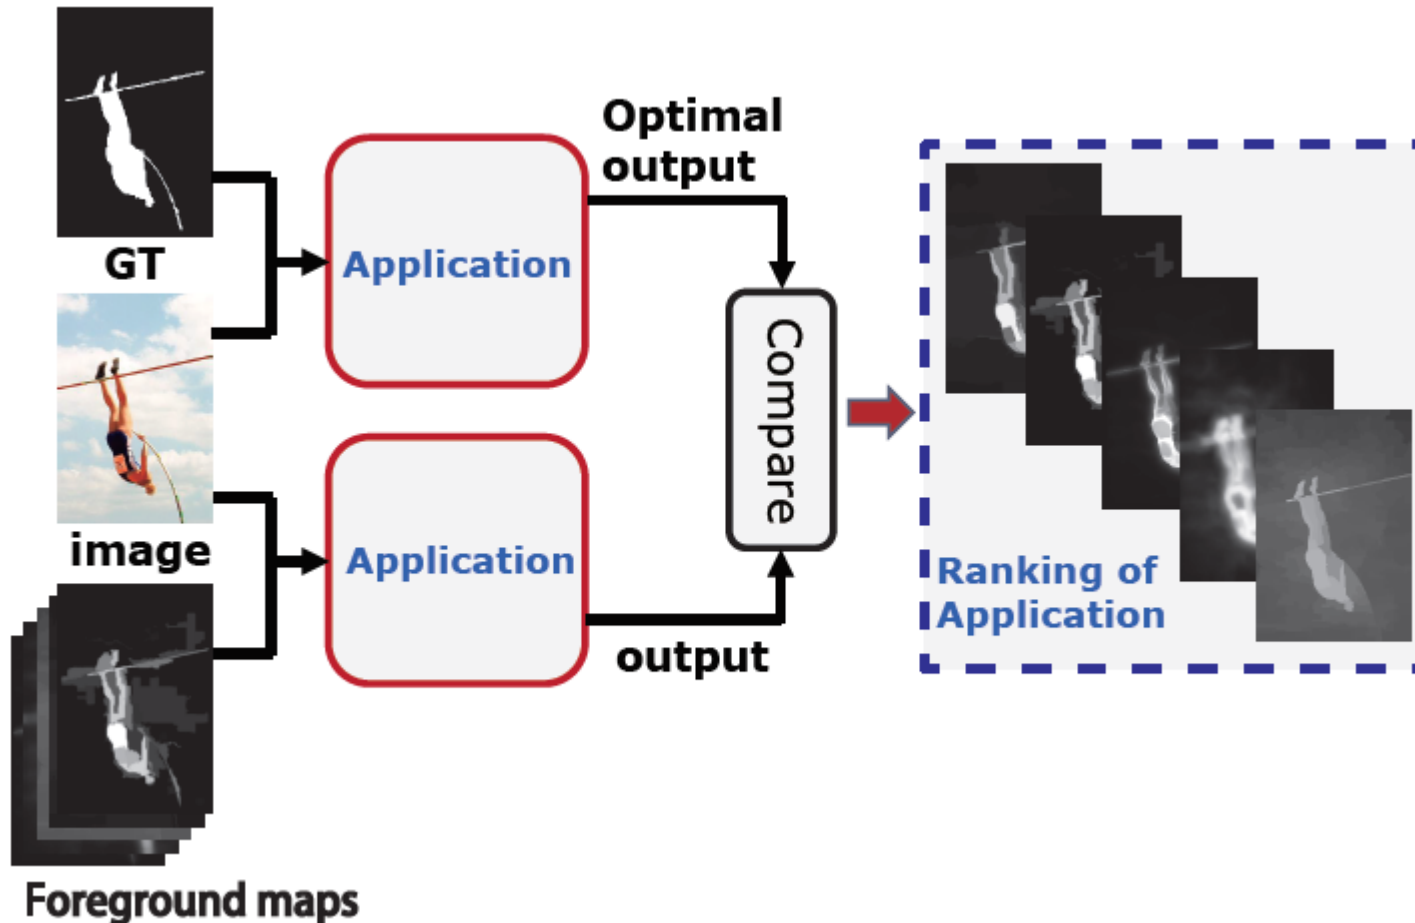 GT
image
Foreground maps
Application
Application
Optimal
output
output
Compare
Ranking of
Application